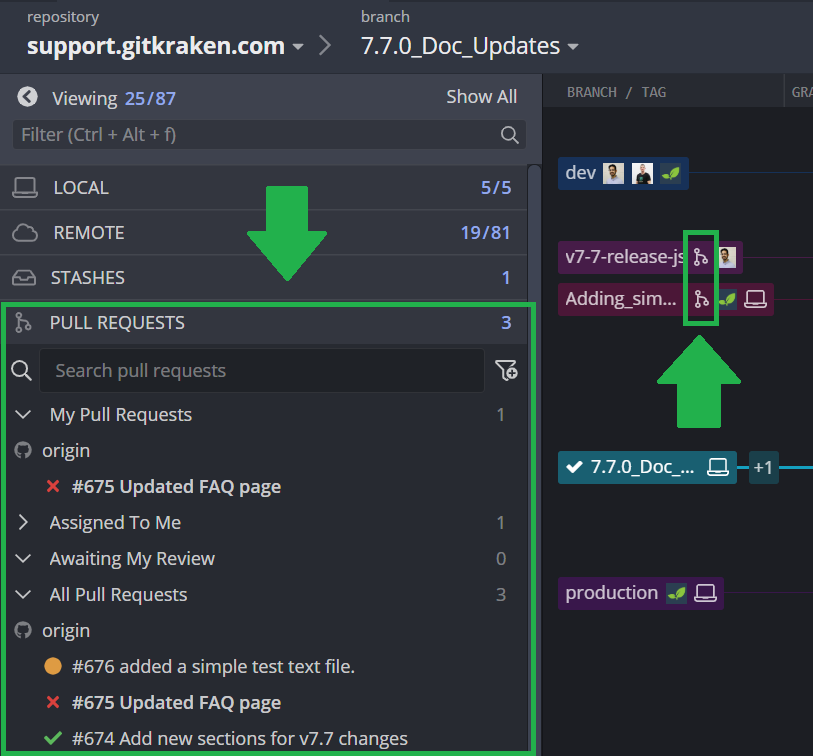 repository
support.gitkraken.com
branch
7.7.0_Doc_Updates
Viewing 25/87
Show All
Filter (Ctrl + Alt + f)
LOCAL 5/5
REMOTE 19/81
STASHES 1
PULL REQUESTS 3
Search pull requests
My Pull Requests 1
origin
#675 Updated FAQ page
Assigned To Me 1
Awaiting My Review 0
All Pull Requests 3
origin
#676 added a simple test text file.
#675 Updated FAQ page
#674 Add new sections for v7.7 changes
BRANCH / TAG
GRA
dev
v7-7-release-js
Adding_sim...
7.7.0_Doc_...
+1
production